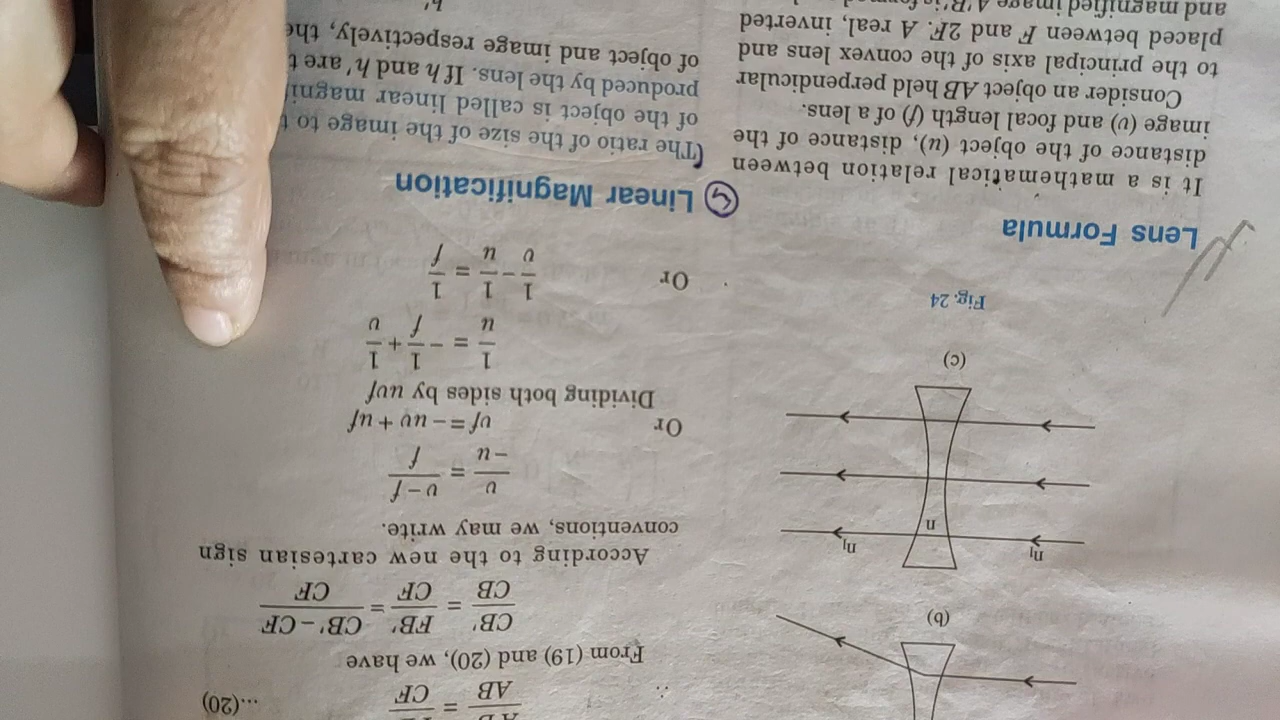 (b)
n₁ n n₁
(c)
Fig. 24
Lens Formula
It is a mathematical relation between
distance of the object (u), distance of the
image (v) and focal length (f) of a lens.
Consider an object AB held perpendicular
to the principal axis of the convex lens and
placed between F and 2F. A real, inverted
and magnified image A'B' is
∴ AB = CF ...(20)
From (19) and (20), we have
CB'/CB = FB'/CF = CB' – CF/CF
According to the new cartesian sign
conventions, we may write.
v/–u = v – f/f
Or vf = – uv + uf
Dividing both sides by uvf
1/u = – 1/f + 1/v
Or 1/v – 1/u = 1/f
Linear Magnification
(The ratio of the size of the image to
of the object is called linear
produced by the lens. If h and h' are
of object and image respectively, the
h'